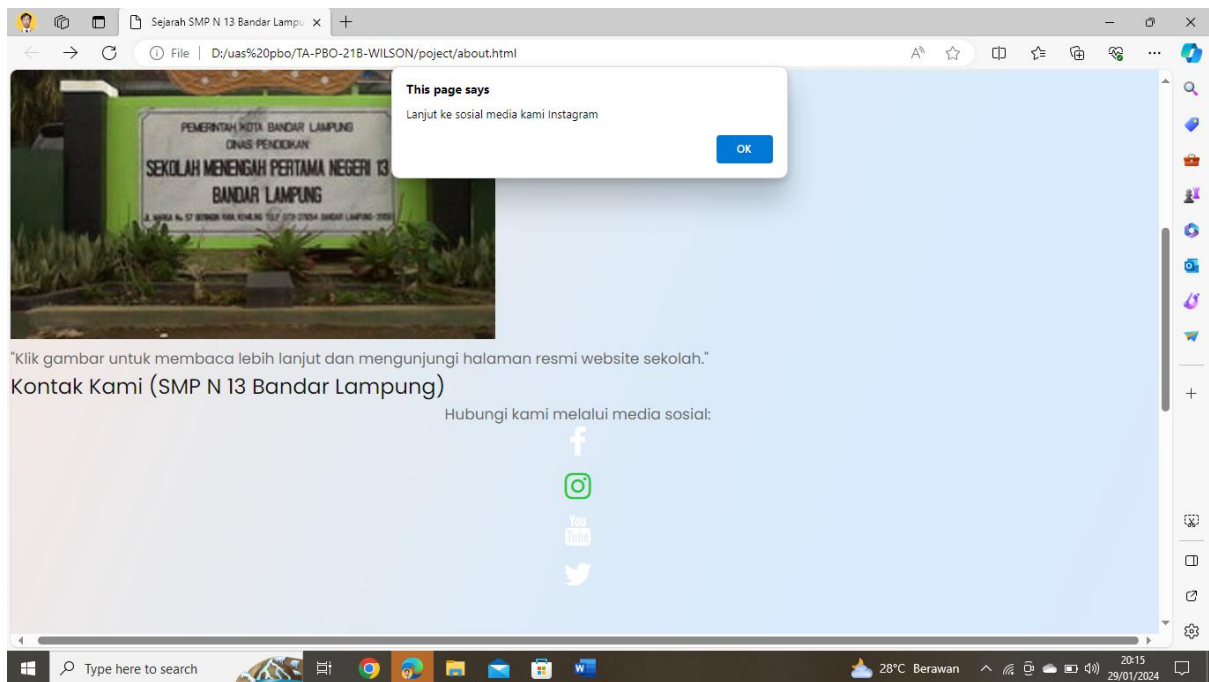 Sejarah SMP N 13 Bandar Lampu
File | D:/uas%20pbo/TA-PBO-21B-WILSON/poject/about.html
This page says
Lanjut ke sosial media kami Instagram
OK
PEMERINTAH KOTA BANDAR LAMPUNG
DINAS PENDIDIKAN
SEKOLAH MENENGAH PERTAMA NEGERI 13
BANDAR LAMPUNG
"Klik gambar untuk membaca lebih lanjut dan mengunjungi halaman resmi website sekolah."
Kontak Kami (SMP N 13 Bandar Lampung)
Hubungi kami melalui media sosial:
You
Tube
Type here to search
28°C Berawan
20:15
29/01/2024